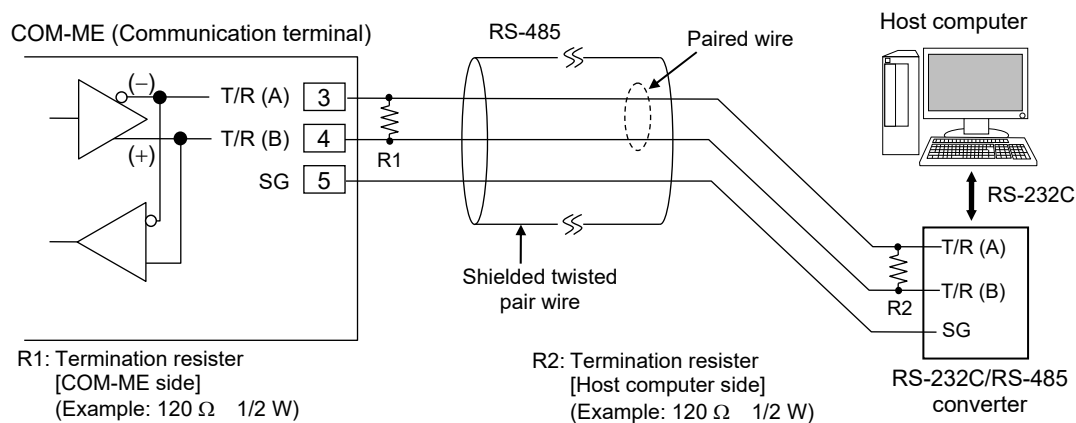 Host computer
COM-ME (Communication terminal)
RS-485
Paired wire
(−)
T/R (A) 3
T/R (B) 4
(+)
R1
SG 5
RS-232C
Shielded twisted
pair wire
T/R (A)
T/R (B)
R2
SG
R1: Termination resister
[COM-ME side]
(Example: 120 Ω 1/2 W)
R2: Termination resister
[Host computer side]
(Example: 120 Ω 1/2 W)
RS-232C/RS-485
converter